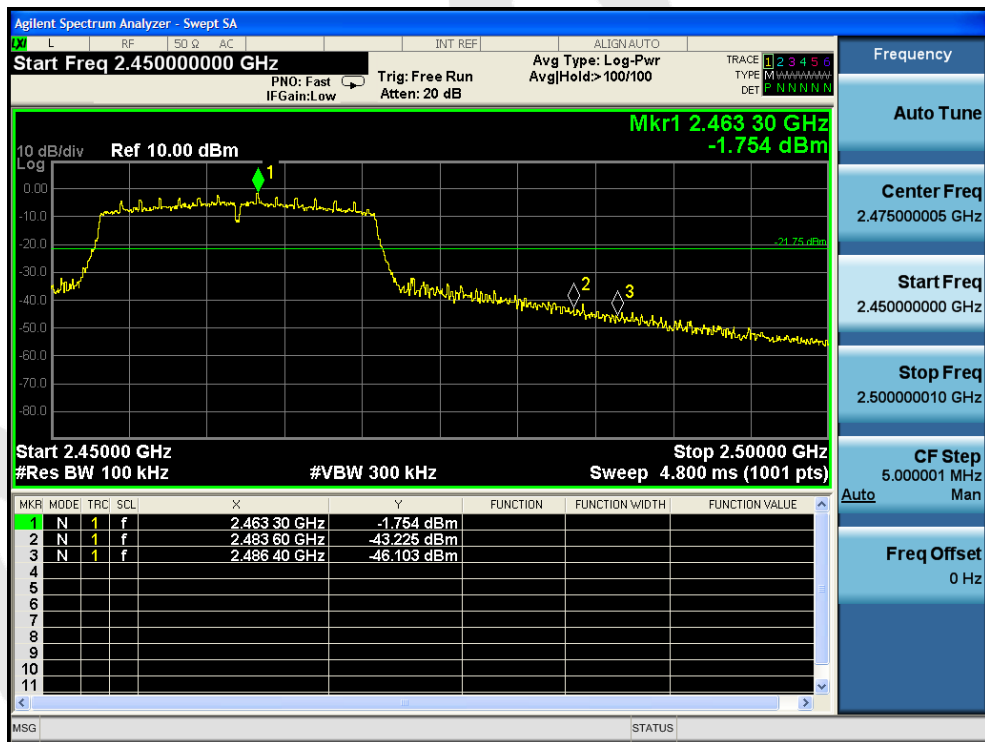 Agilent Spectrum Analyzer - Swept SA
LXI L RF 50 Ω AC INT REF ALIGNAUTO
Start Freq 2.450000000 GHz
PNO: Fast
IFGain:Low
Trig: Free Run
Atten: 20 dB
Avg Type: Log-Pwr
Avg|Hold:>100/100
TRACE 1 2 3 4 5 6
TYPE MWWWWW
DET P N N N N N
Mkr1 2.463 30 GHz
-1.754 dBm
10 dB/div Ref 10.00 dBm
Log
0.00
-10.0
-20.0
-30.0
-40.0
-50.0
-60.0
-70.0
-80.0
1
-21.75 dBm
2
3
Start 2.45000 GHz Stop 2.50000 GHz
#Res BW 100 kHz #VBW 300 kHz Sweep 4.800 ms (1001 pts)
MKR MODE TRC SCL X Y FUNCTION FUNCTION WIDTH FUNCTION VALUE
1 N 1 f 2.463 30 GHz -1.754 dBm
2 N 1 f 2.483 60 GHz -43.225 dBm
3 N 1 f 2.486 40 GHz -46.103 dBm
4
5
6
7
8
9
10
11
MSG STATUS
Frequency
Auto Tune
Center Freq
2.475000005 GHz
Start Freq
2.450000000 GHz
Stop Freq
2.500000010 GHz
CF Step
5.000001 MHz
Auto Man
Freq Offset
0 Hz